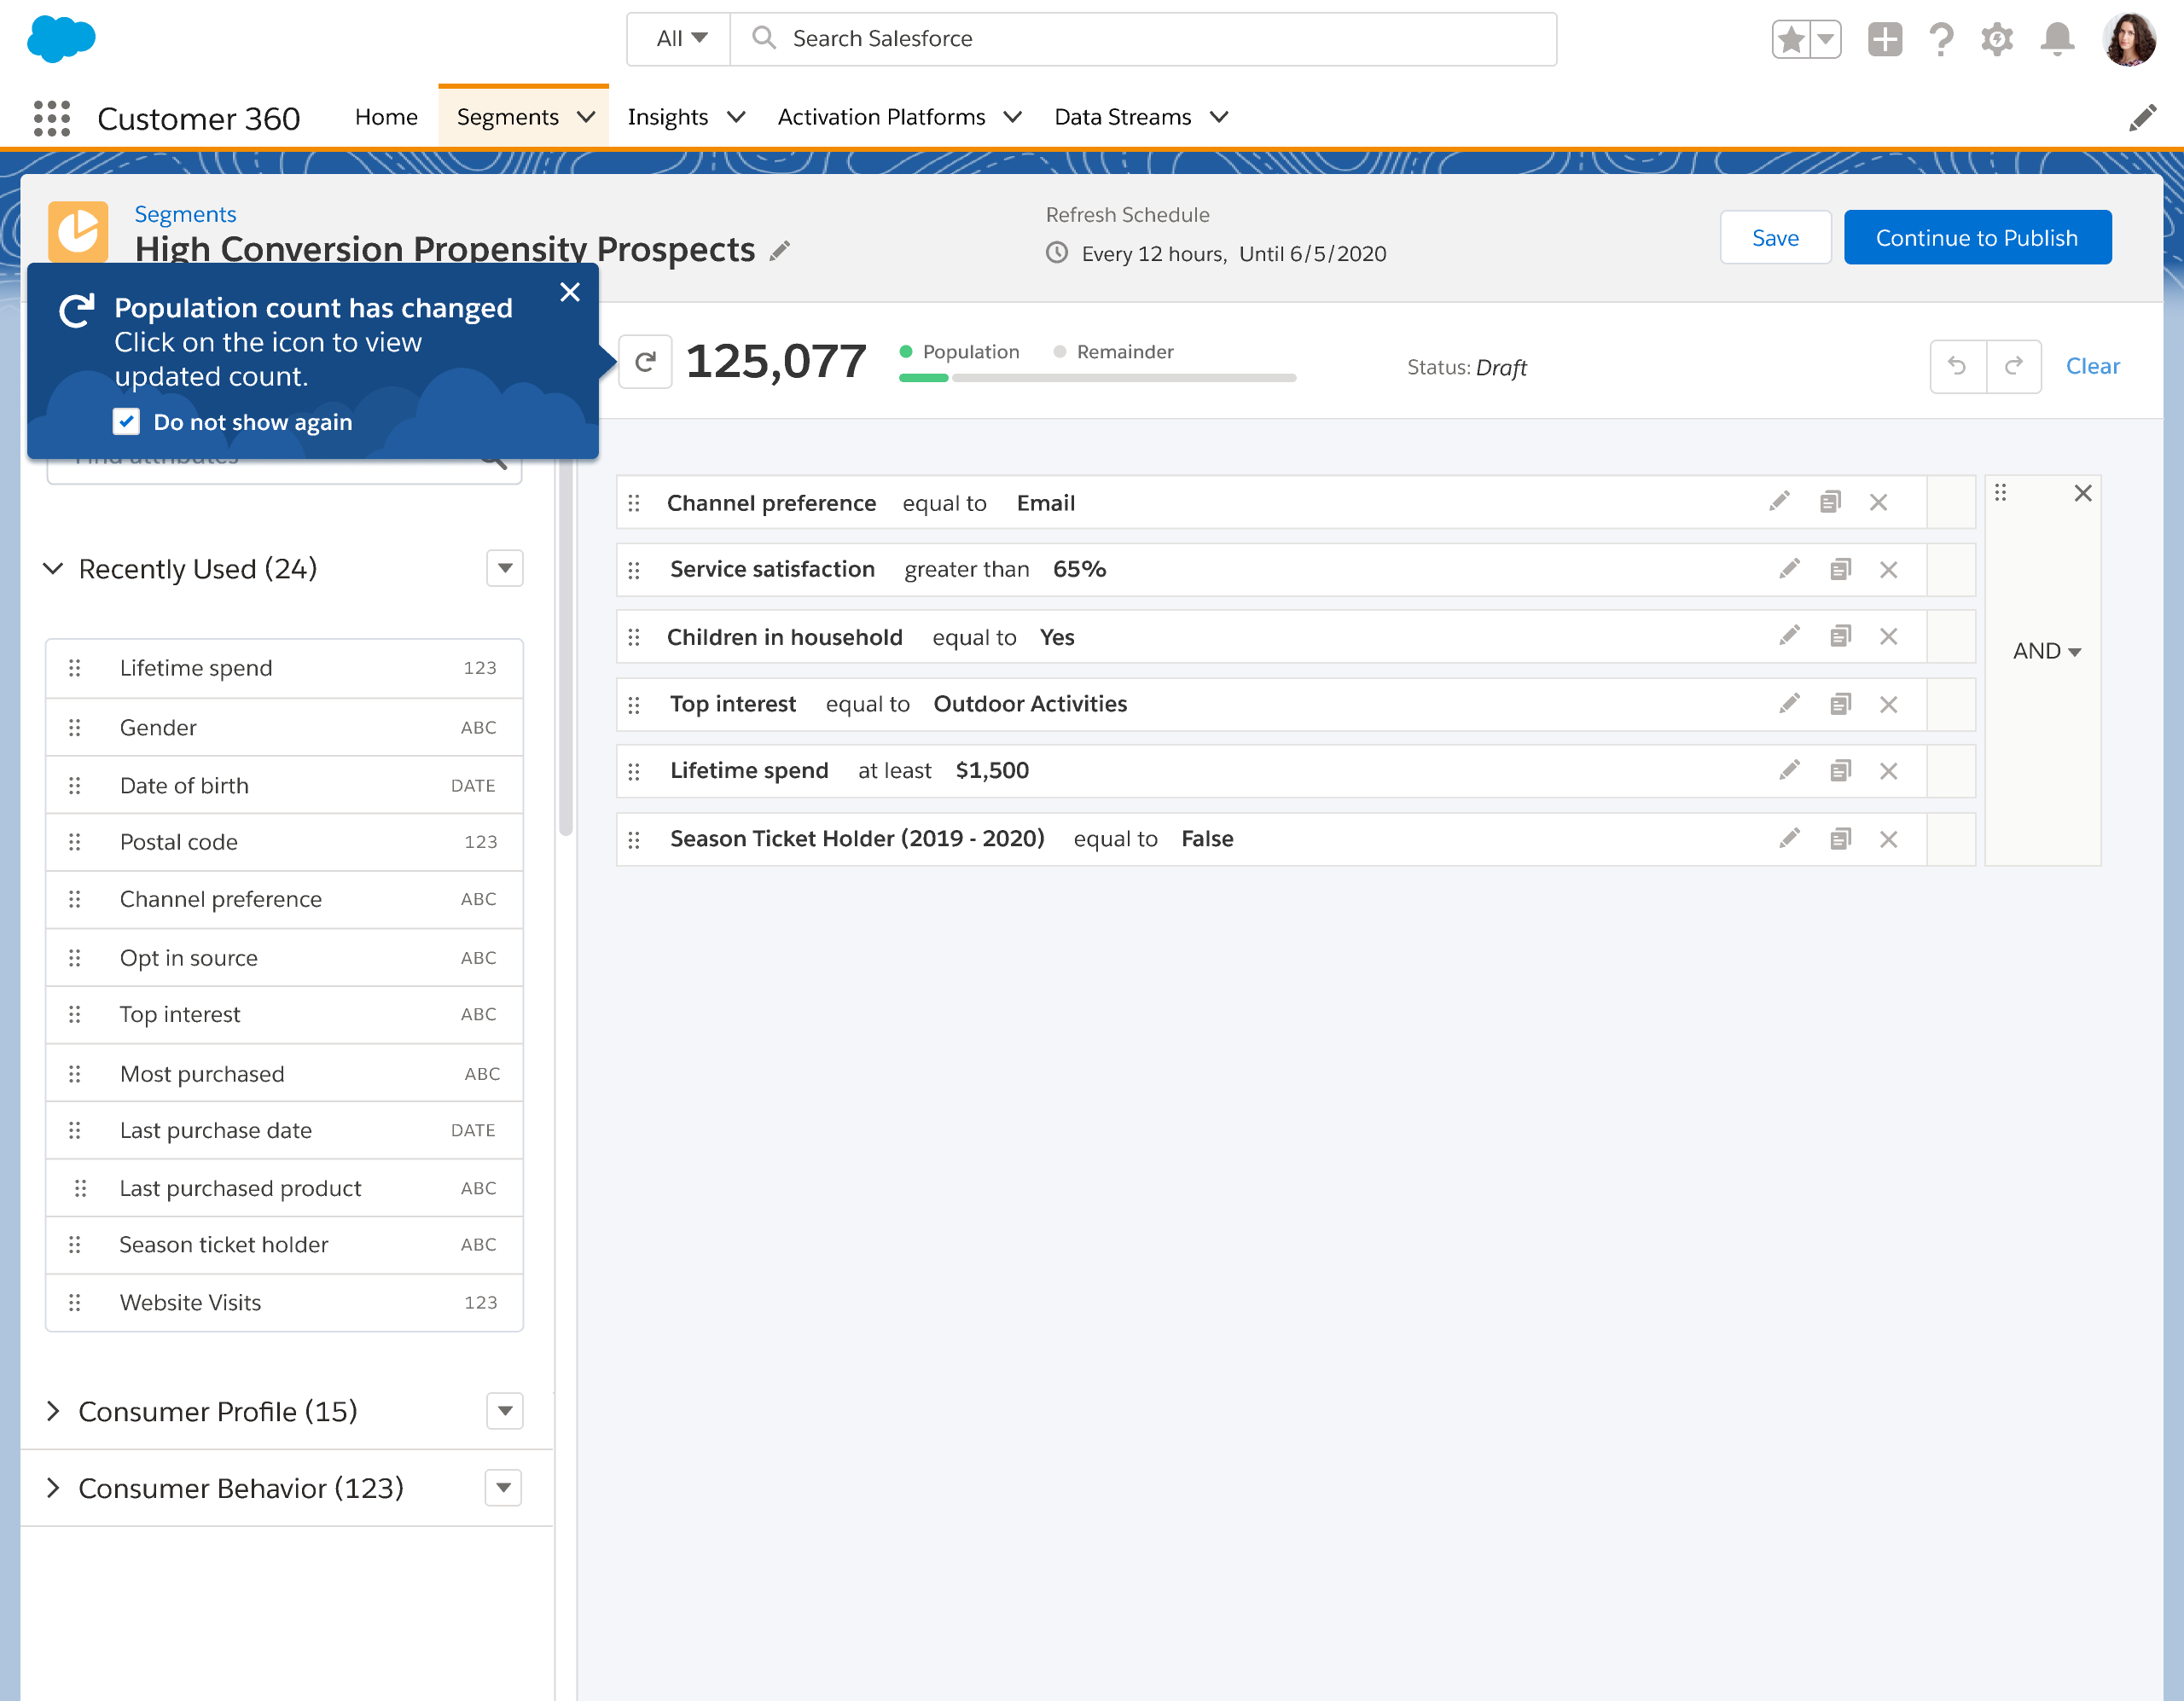 All
Search Salesforce
Customer 360
Home
Segments
Insights
Activation Platforms
Data Streams
Segments
High Conversion Propensity Prospects
Refresh Schedule
Every 12 hours, Until 6/5/2020
Save
Continue to Publish
Population count has changed
Click on the icon to view
updated count.
Do not show again
125,077
Population
Remainder
Status: Draft
Clear
Find attributes
Recently Used (24)
Lifetime spend 123
Gender ABC
Date of birth DATE
Postal code 123
Channel preference ABC
Opt in source ABC
Top interest ABC
Most purchased ABC
Last purchase date DATE
Last purchased product ABC
Season ticket holder ABC
Website Visits 123
Consumer Profile (15)
Consumer Behavior (123)
Channel preference equal to Email
Service satisfaction greater than 65%
Children in household equal to Yes
Top interest equal to Outdoor Activities
Lifetime spend at least $1,500
Season Ticket Holder (2019 - 2020) equal to False
AND